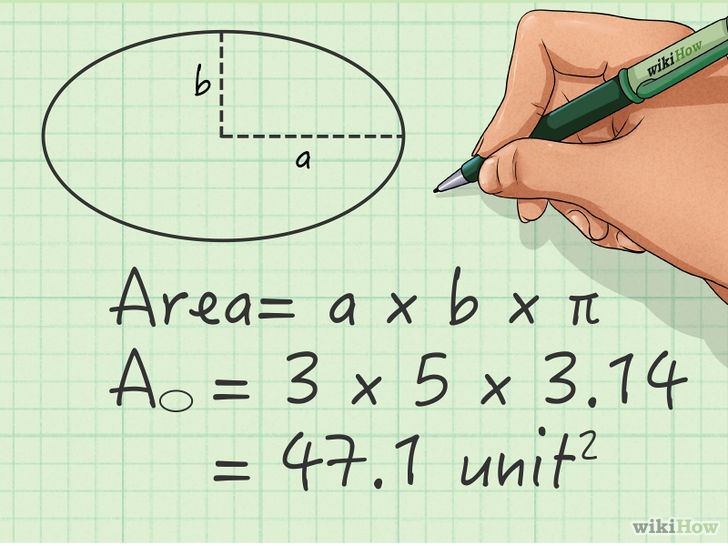 wikiHow
b
a
Area= a x b x π
A = 3 x 5 x 3.14
= 47.1 unit²
wikiHow